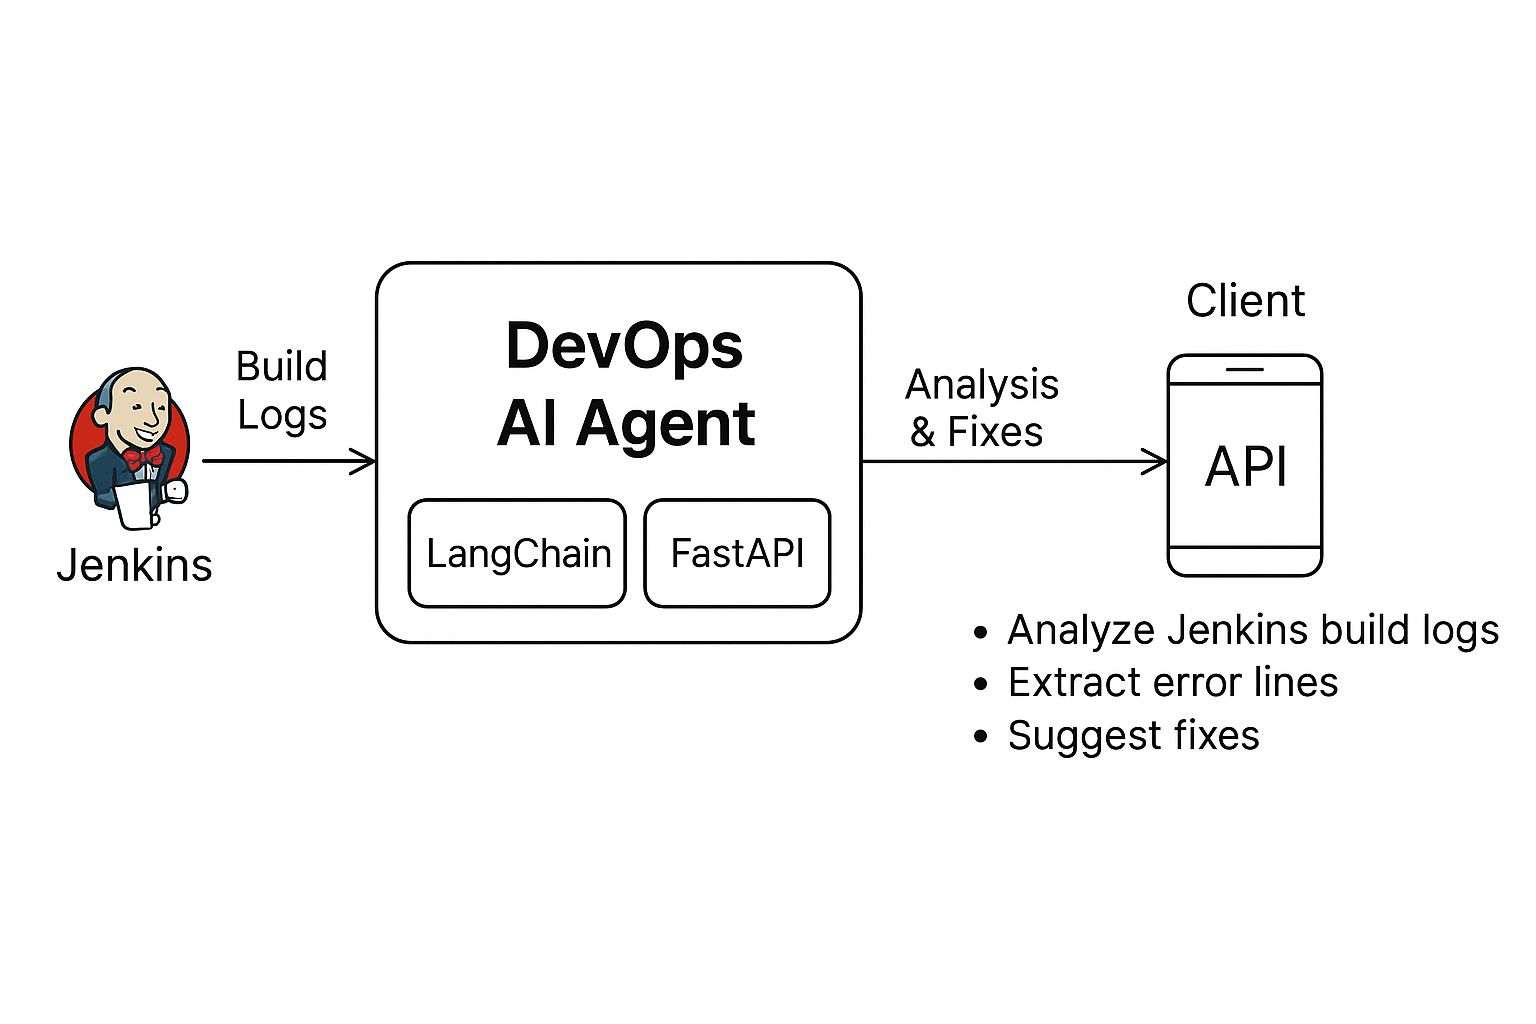 Jenkins
Build
Logs
DevOps
AI Agent
LangChain
FastAPI
Analysis
& Fixes
Client
API
• Analyze Jenkins build logs
• Extract error lines
• Suggest fixes